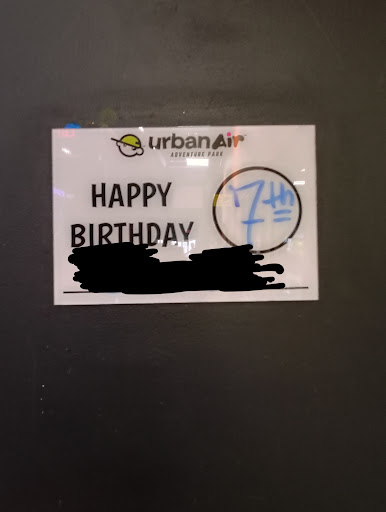 urbanAir
ADVENTURE PARK
HAPPY
7th
BIRTHDAY